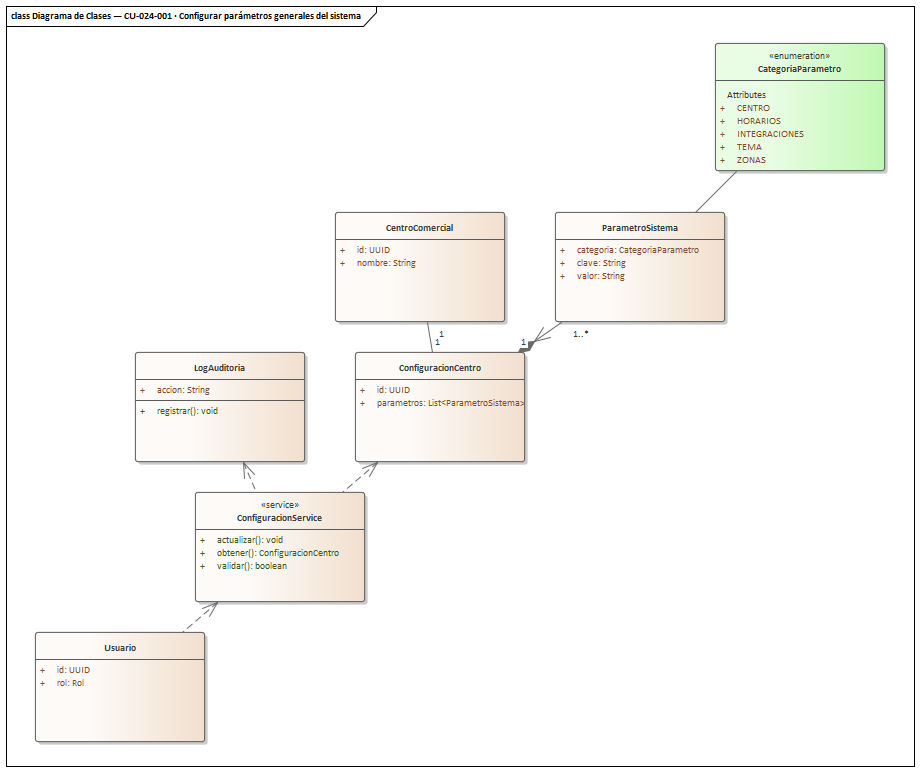 class Diagrama de Clases — CU-024-001 · Configurar parámetros generales del sistema
«enumeration»
CategoriaParametro
Attributes
+ CENTRO
+ HORARIOS
+ INTEGRACIONES
+ TEMA
+ ZONAS
CentroComercial
+ id: UUID
+ nombre: String
ParametroSistema
+ categoria: CategoriaParametro
+ clave: String
+ valor: String
1
1
1
1..*
LogAuditoria
+ accion: String
+ registrar(): void
ConfiguracionCentro
+ id: UUID
+ parametros: List<ParametroSistema>
«service»
ConfiguracionService
+ actualizar(): void
+ obtener(): ConfiguracionCentro
+ validar(): boolean
Usuario
+ id: UUID
+ rol: Rol